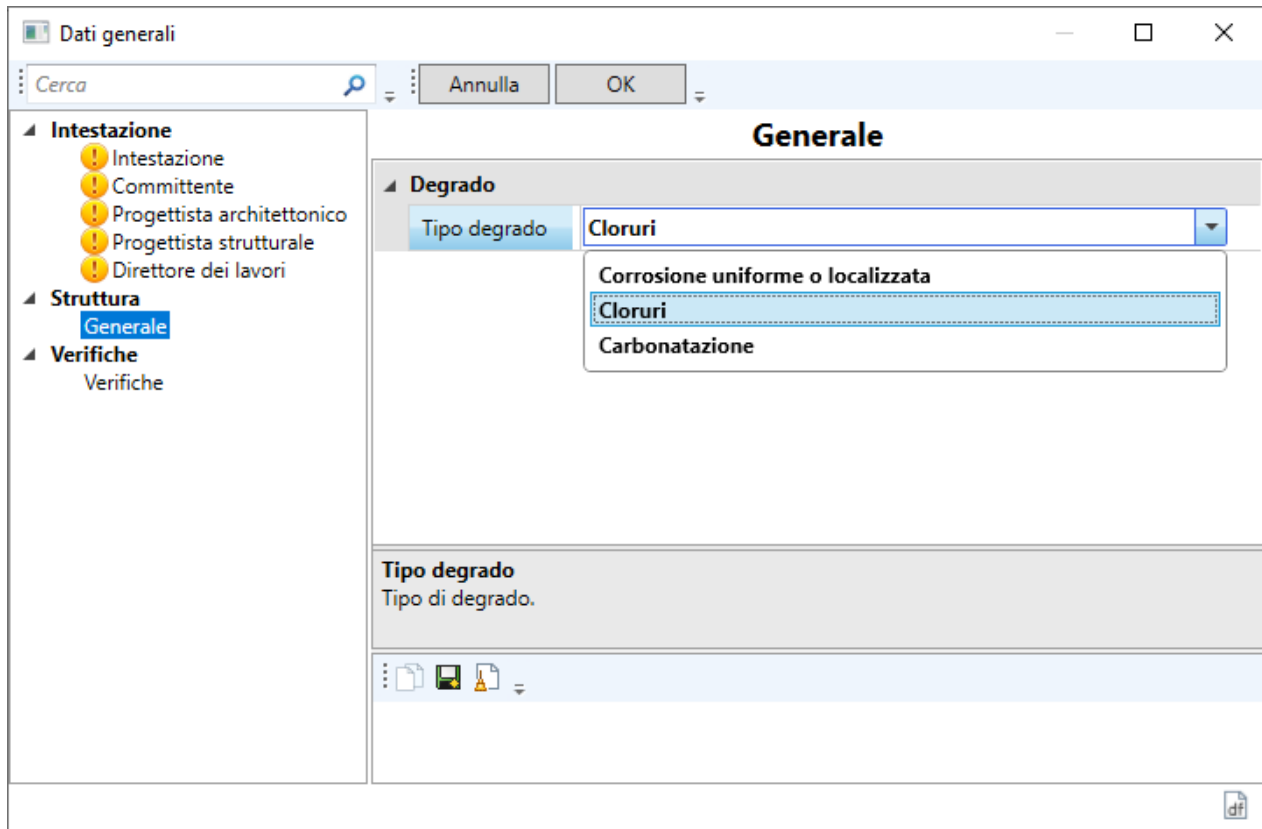 Dati generali
Cerca
Annulla
OK
Intestazione
Intestazione
Committente
Progettista architettonico
Progettista strutturale
Direttore dei lavori
Struttura
Generale
Verifiche
Verifiche
Generale
Degrado
Tipo degrado
Cloruri
Corrosione uniforme o localizzata
Cloruri
Carbonatazione
Tipo degrado
Tipo di degrado.
df